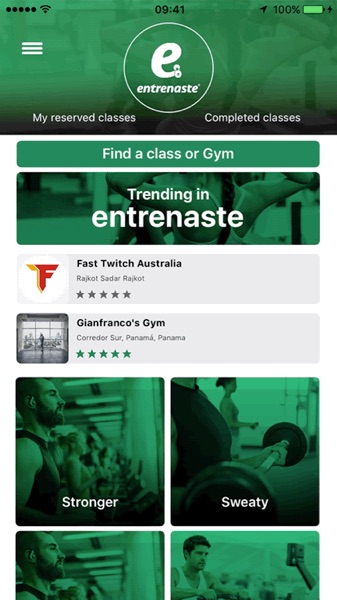 09:41
100%
e
entrenaste
My reserved classes
Completed classes
Find a class or Gym
Trending in
entrenaste
TF
Fast Twitch Australia
Rajkot Sadar Rajkot
Gianfranco's Gym
Corredor Sur, Panamá, Panama
Stronger
Sweaty